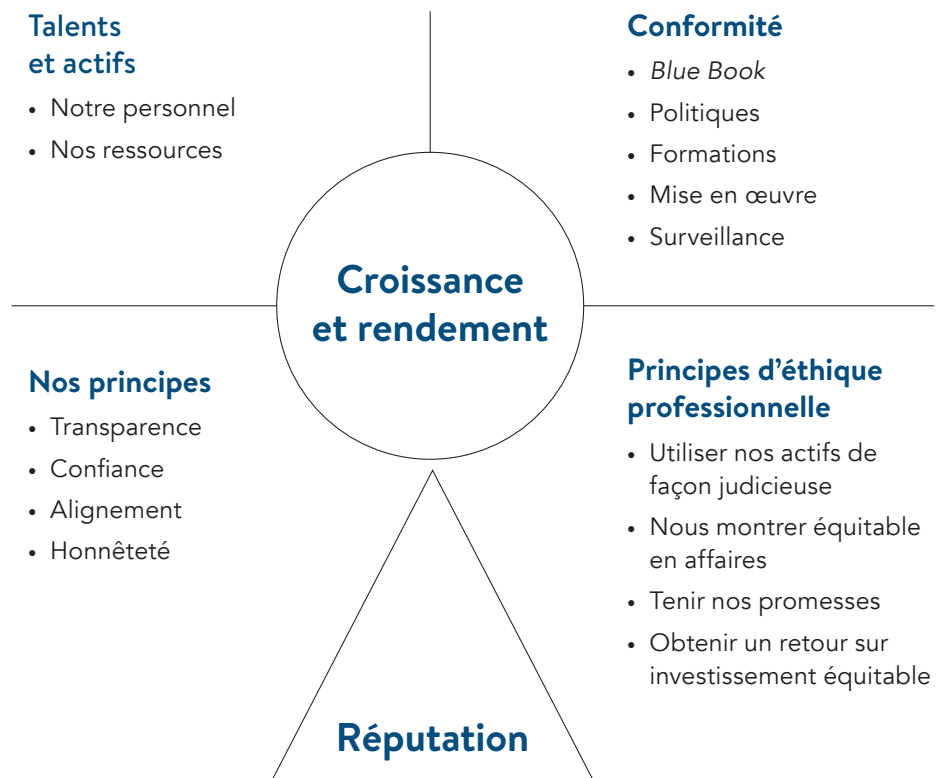 Talents
et actifs
• Notre personnel
• Nos ressources
Conformité
• Blue Book
• Politiques
• Formations
• Mise en œuvre
• Surveillance
Croissance
et rendement
Nos principes
• Transparence
• Confiance
• Alignement
• Honnêteté
Principes d’éthique
professionnelle
• Utiliser nos actifs de
façon judicieuse
• Nous montrer équitable
en affaires
• Tenir nos promesses
• Obtenir un retour sur
investissement équitable
Réputation